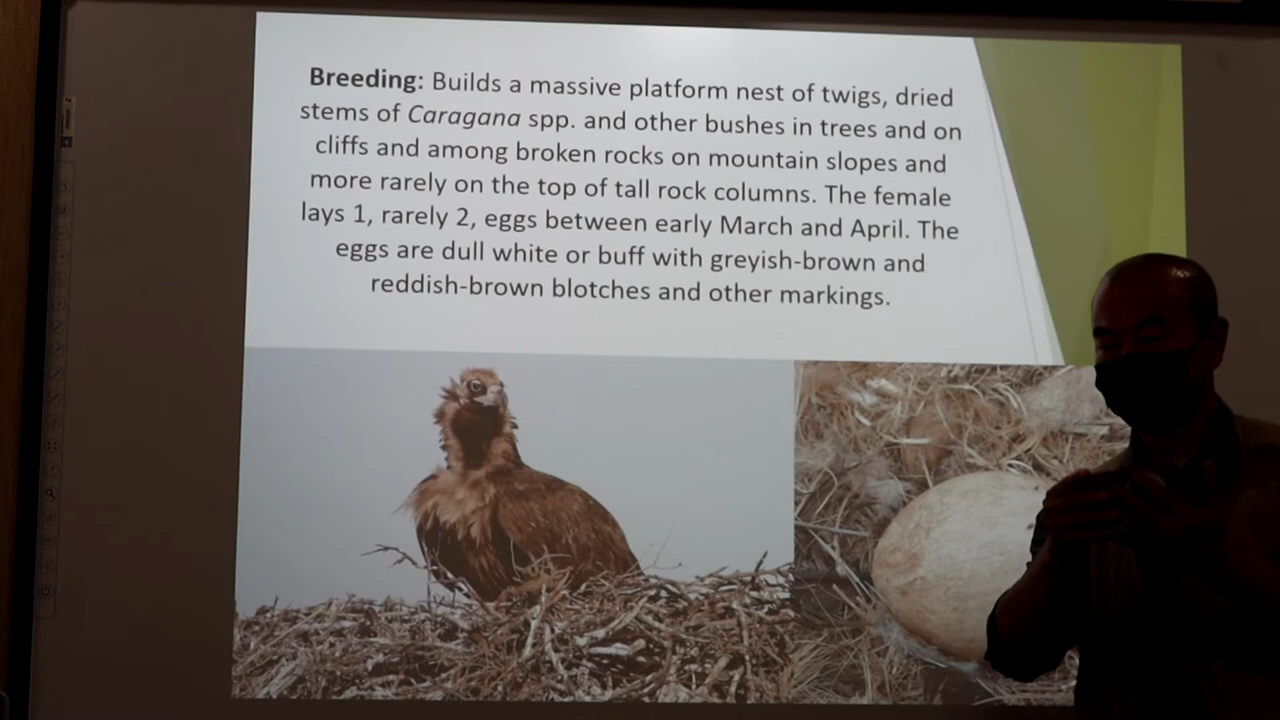 Breeding: Builds a massive platform nest of twigs, dried
stems of Caragana spp. and other bushes in trees and on
cliffs and among broken rocks on mountain slopes and
more rarely on the top of tall rock columns. The female
lays 1, rarely 2, eggs between early March and April. The
eggs are dull white or buff with greyish-brown and
reddish-brown blotches and other markings.